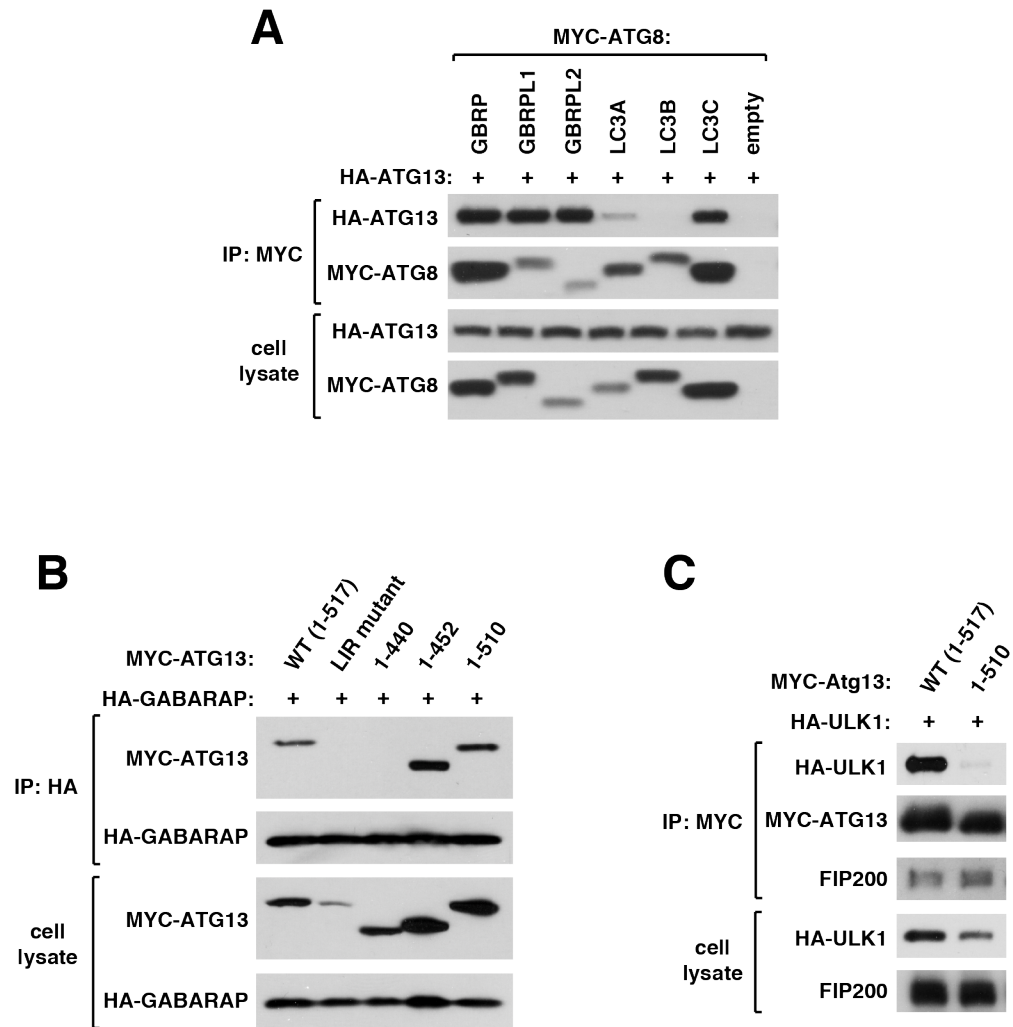 A
MYC-ATG8:
GBRP GBRPL1 GBRPL2 LC3A LC3B LC3C empty
HA-ATG13: + + + + + + +
IP: MYC
HA-ATG13
MYC-ATG8
cell
lysate
HA-ATG13
MYC-ATG8
B
MYC-ATG13: WT (1-517) LIR mutant 1-440 1-452 1-510
HA-GABARAP: + + + + +
IP: HA
MYC-ATG13
HA-GABARAP
cell
lysate
MYC-ATG13
HA-GABARAP
C
MYC-Atg13: WT (1-517) 1-510
HA-ULK1: + +
IP: MYC
HA-ULK1
MYC-ATG13
FIP200
cell
lysate
HA-ULK1
FIP200